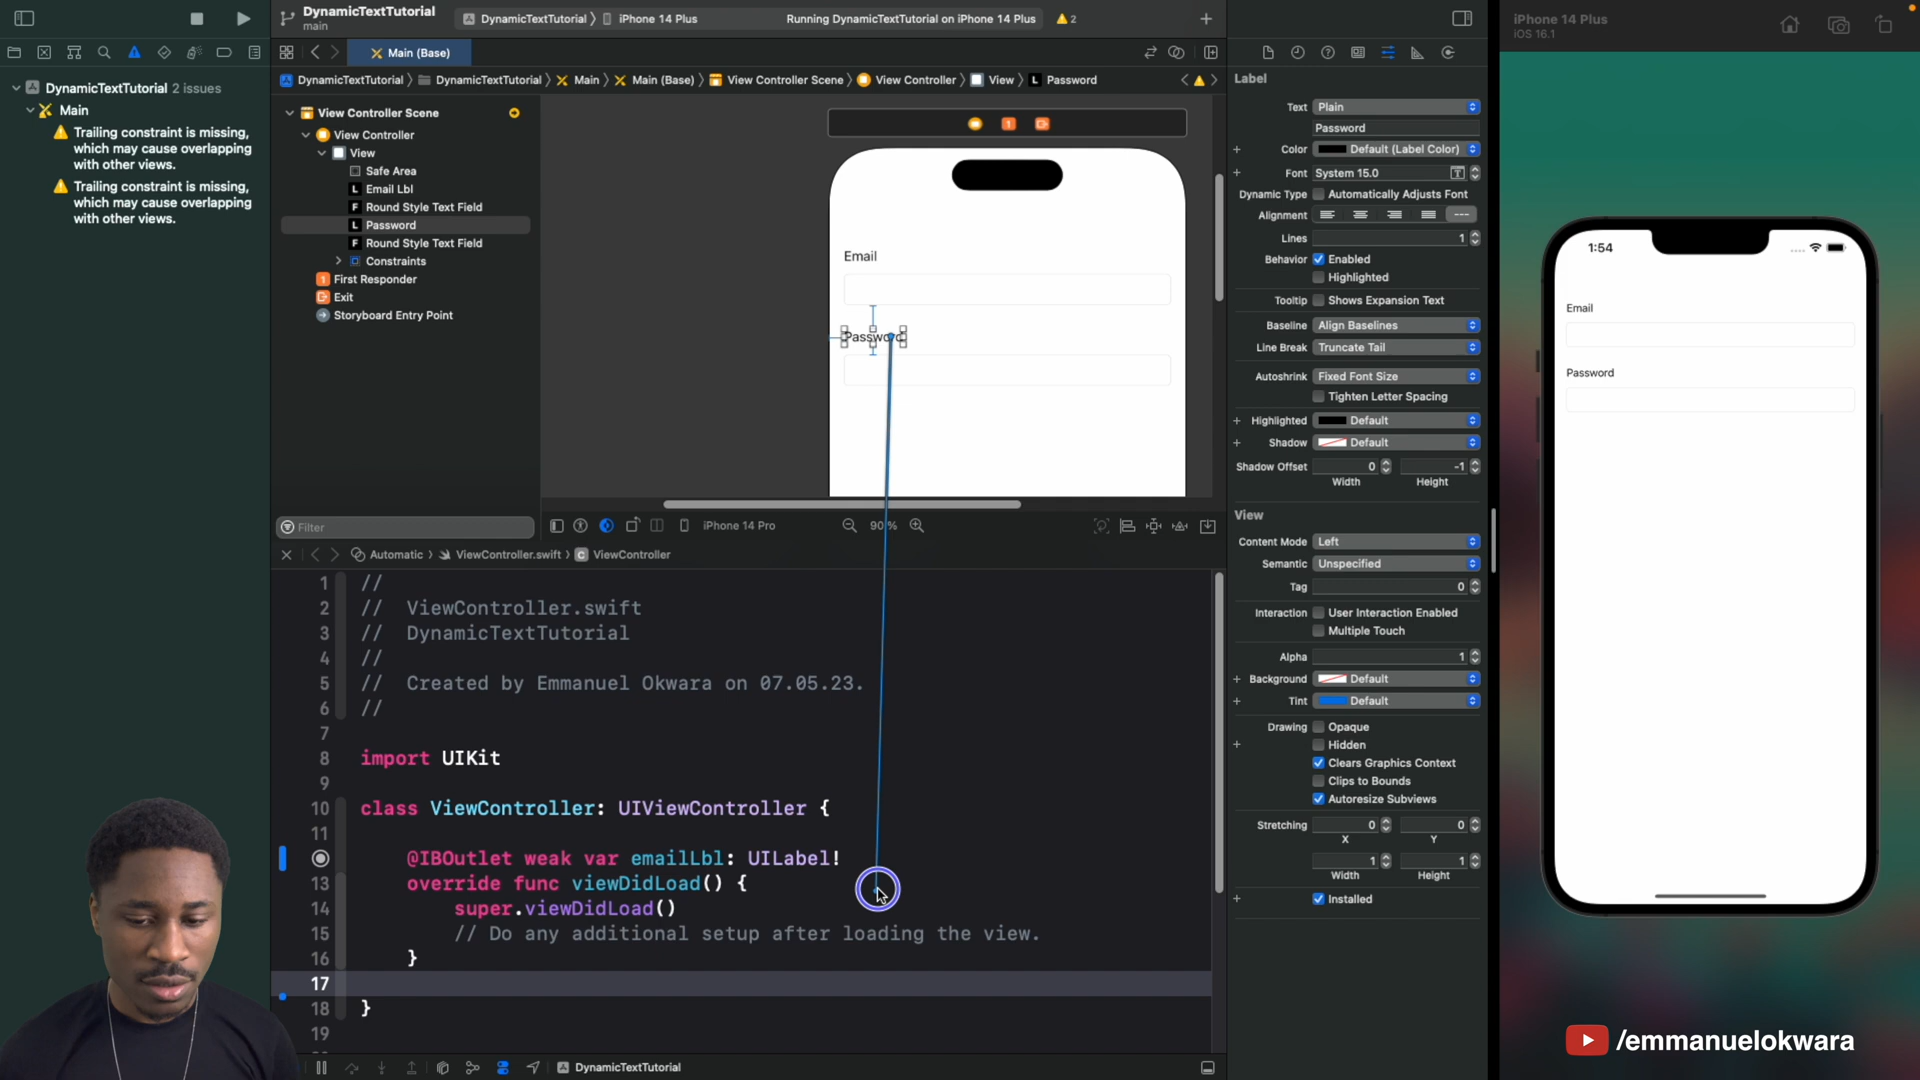 DynamicTextTutorial
main
DynamicTextTutorial
iPhone 14 Plus
Running DynamicTextTutorial on iPhone 14 Plus
2
iPhone 14 Plus
iOS 16.1
Main (Base)
DynamicTextTutorial
DynamicTextTutorial
Main
Main (Base)
View Controller Scene
View Controller
View
L Password
DynamicTextTutorial 2 issues
Main
Trailing constraint is missing,
which may cause overlapping
with other views.
Trailing constraint is missing,
which may cause overlapping
with other views.
View Controller Scene
View Controller
View
Safe Area
L Email Lbl
F Round Style Text Field
L Password
F Round Style Text Field
Constraints
1 First Responder
Exit
Storyboard Entry Point
Filter
1
Email
Password
iPhone 14 Pro
90%
Label
Text Plain
Password
Color Default (Label Color)
Font System 15.0
Dynamic Type Automatically Adjusts Font
Alignment
Lines 1
Behavior Enabled
Highlighted
Tooltip Shows Expansion Text
Baseline Align Baselines
Line Break Truncate Tail
Autoshrink Fixed Font Size
Tighten Letter Spacing
Highlighted Default
Shadow Default
Shadow Offset 0 -1
Width Height
View
Content Mode Left
Semantic Unspecified
Tag 0
Interaction User Interaction Enabled
Multiple Touch
Alpha 1
Background Default
Tint Default
Drawing Opaque
Hidden
Clears Graphics Context
Clips to Bounds
Autoresize Subviews
Stretching 0 0
X Y
1 1
Width Height
Installed
1:54
Email
Password
Automatic
ViewController.swift
C ViewController
1 //
2 //  ViewController.swift
3 //  DynamicTextTutorial
4 //
5 //  Created by Emmanuel Okwara on 07.05.23.
6 //
7
8 import UIKit
9
10 class ViewController: UIViewController {
11
@IBOutlet weak var emailLbl: UILabel!
13 override func viewDidLoad() {
14 super.viewDidLoad()
15 // Do any additional setup after loading the view.
16 }
17
18 }
19
DynamicTextTutorial
/emmanuelokwara